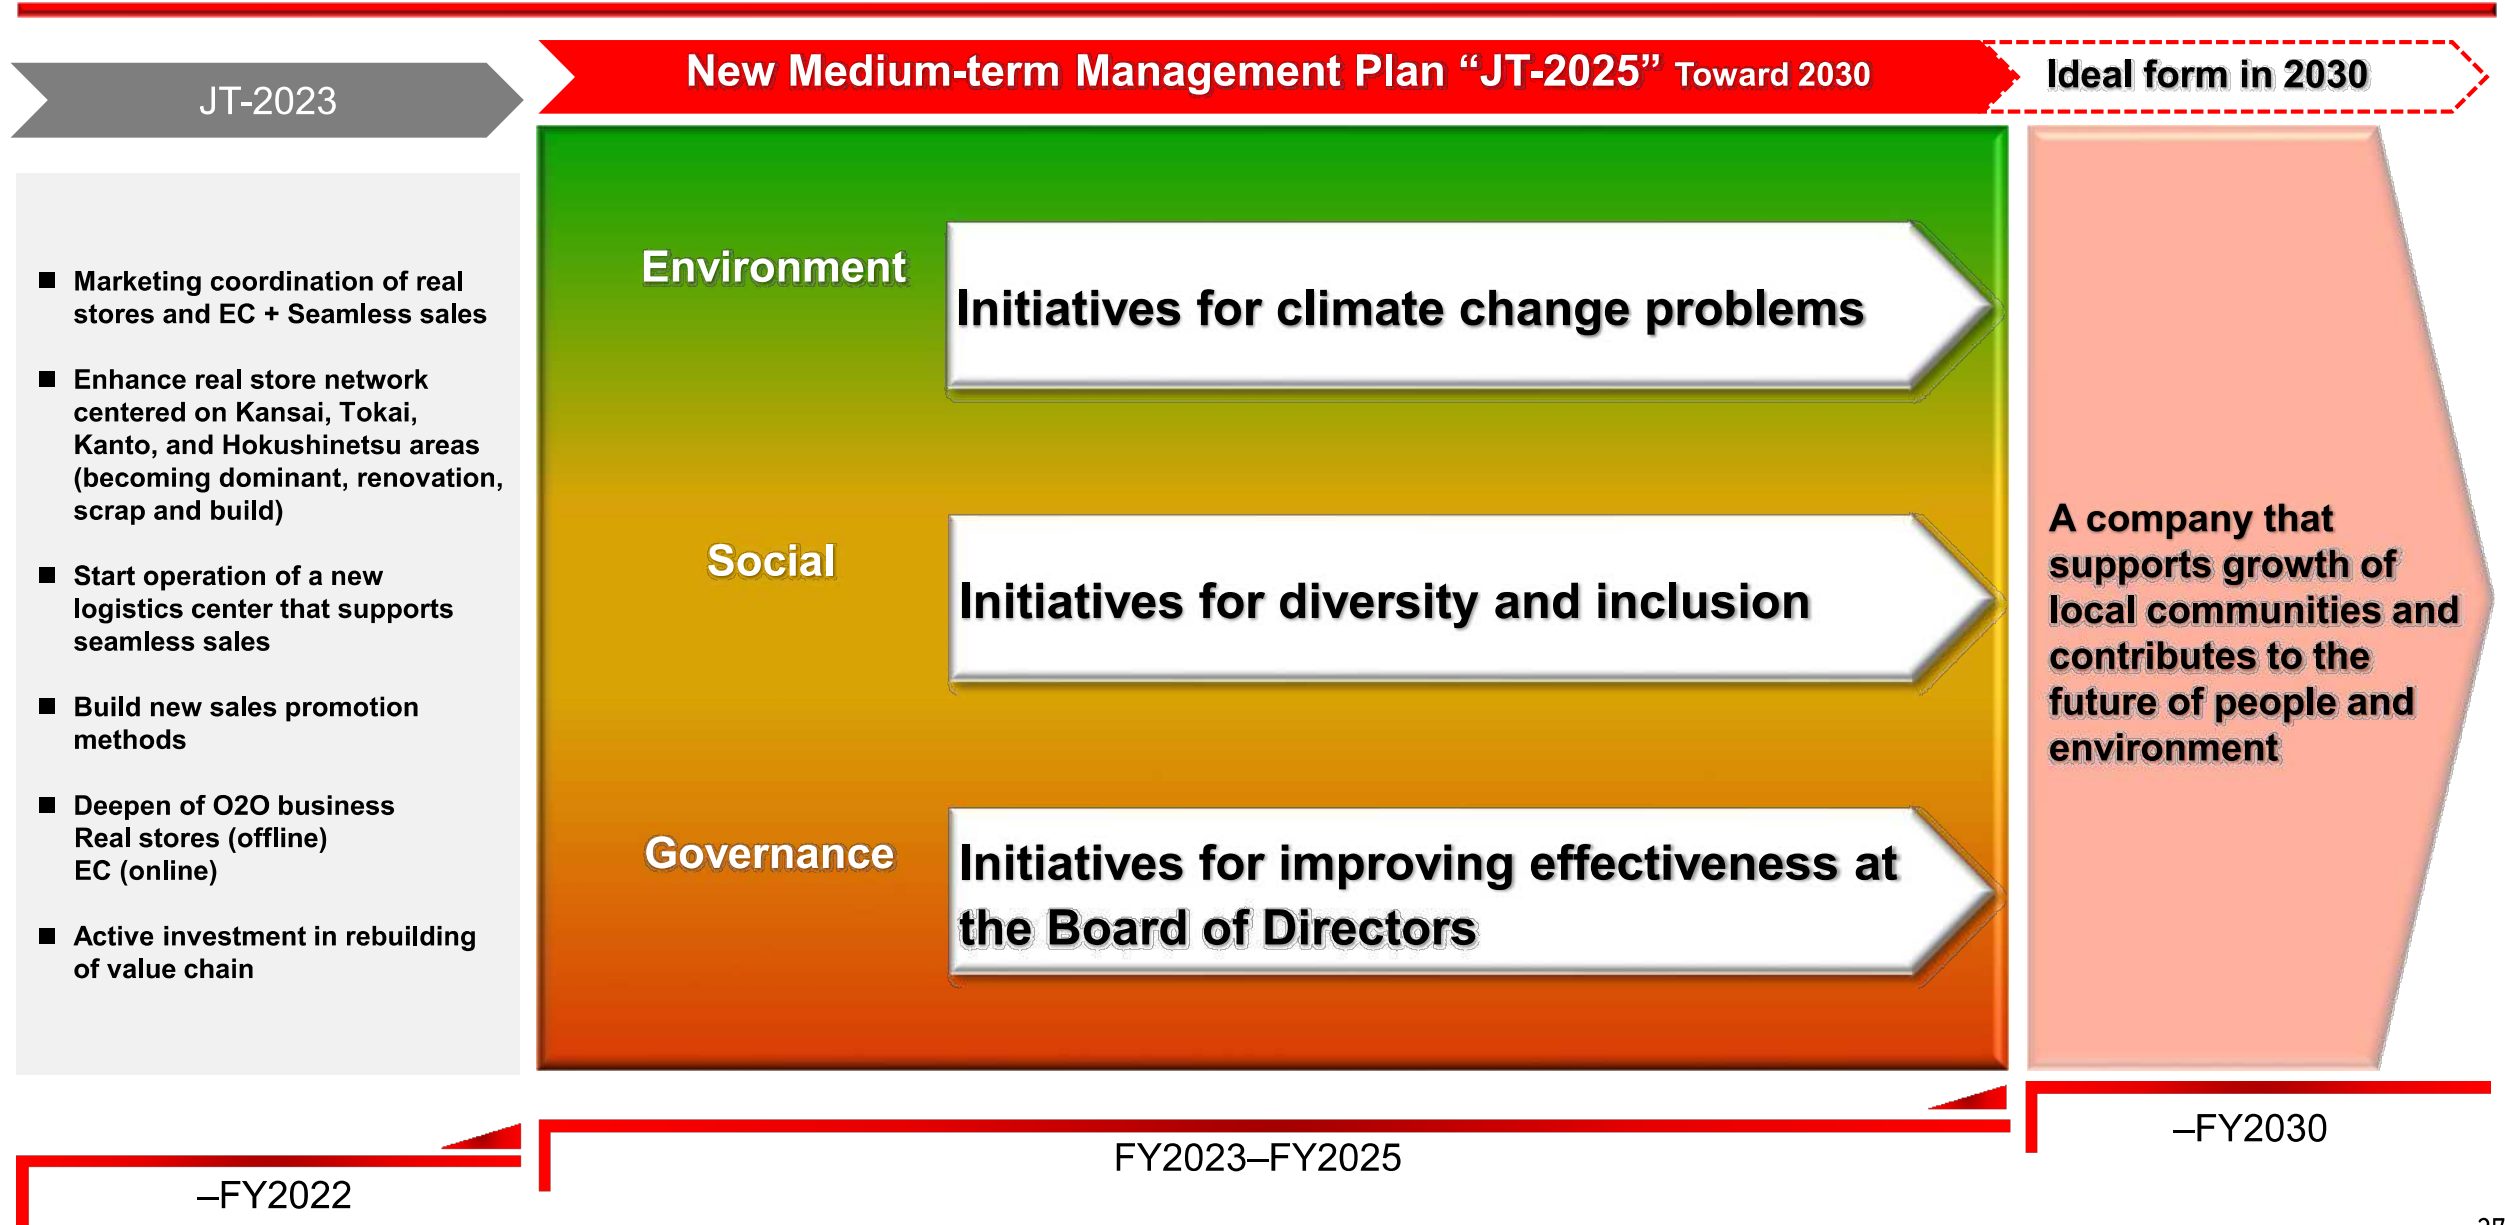 JT-2023
New Medium-term Management Plan “JT-2025” Toward 2030
Ideal form in 2030
■ Marketing coordination of real
stores and EC + Seamless sales
■ Enhance real store network
centered on Kansai, Tokai,
Kanto, and Hokushinetsu areas
(becoming dominant, renovation,
scrap and build)
■ Start operation of a new
logistics center that supports
seamless sales
■ Build new sales promotion
methods
■ Deepen of O2O business
Real stores (offline)
EC (online)
■ Active investment in rebuilding
of value chain
Environment
Initiatives for climate change problems
Social
Initiatives for diversity and inclusion
Governance
Initiatives for improving effectiveness at
the Board of Directors
A company that
supports growth of
local communities and
contributes to the
future of people and
environment
–FY2022
FY2023–FY2025
–FY2030